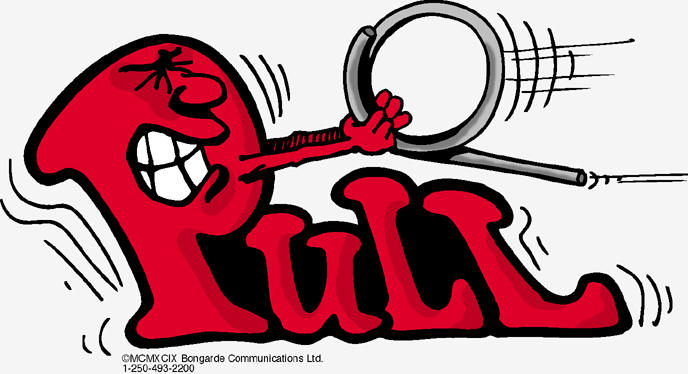 PuLL
©MCMXCIX Bongarde Communications Ltd.
1-250-493-2200